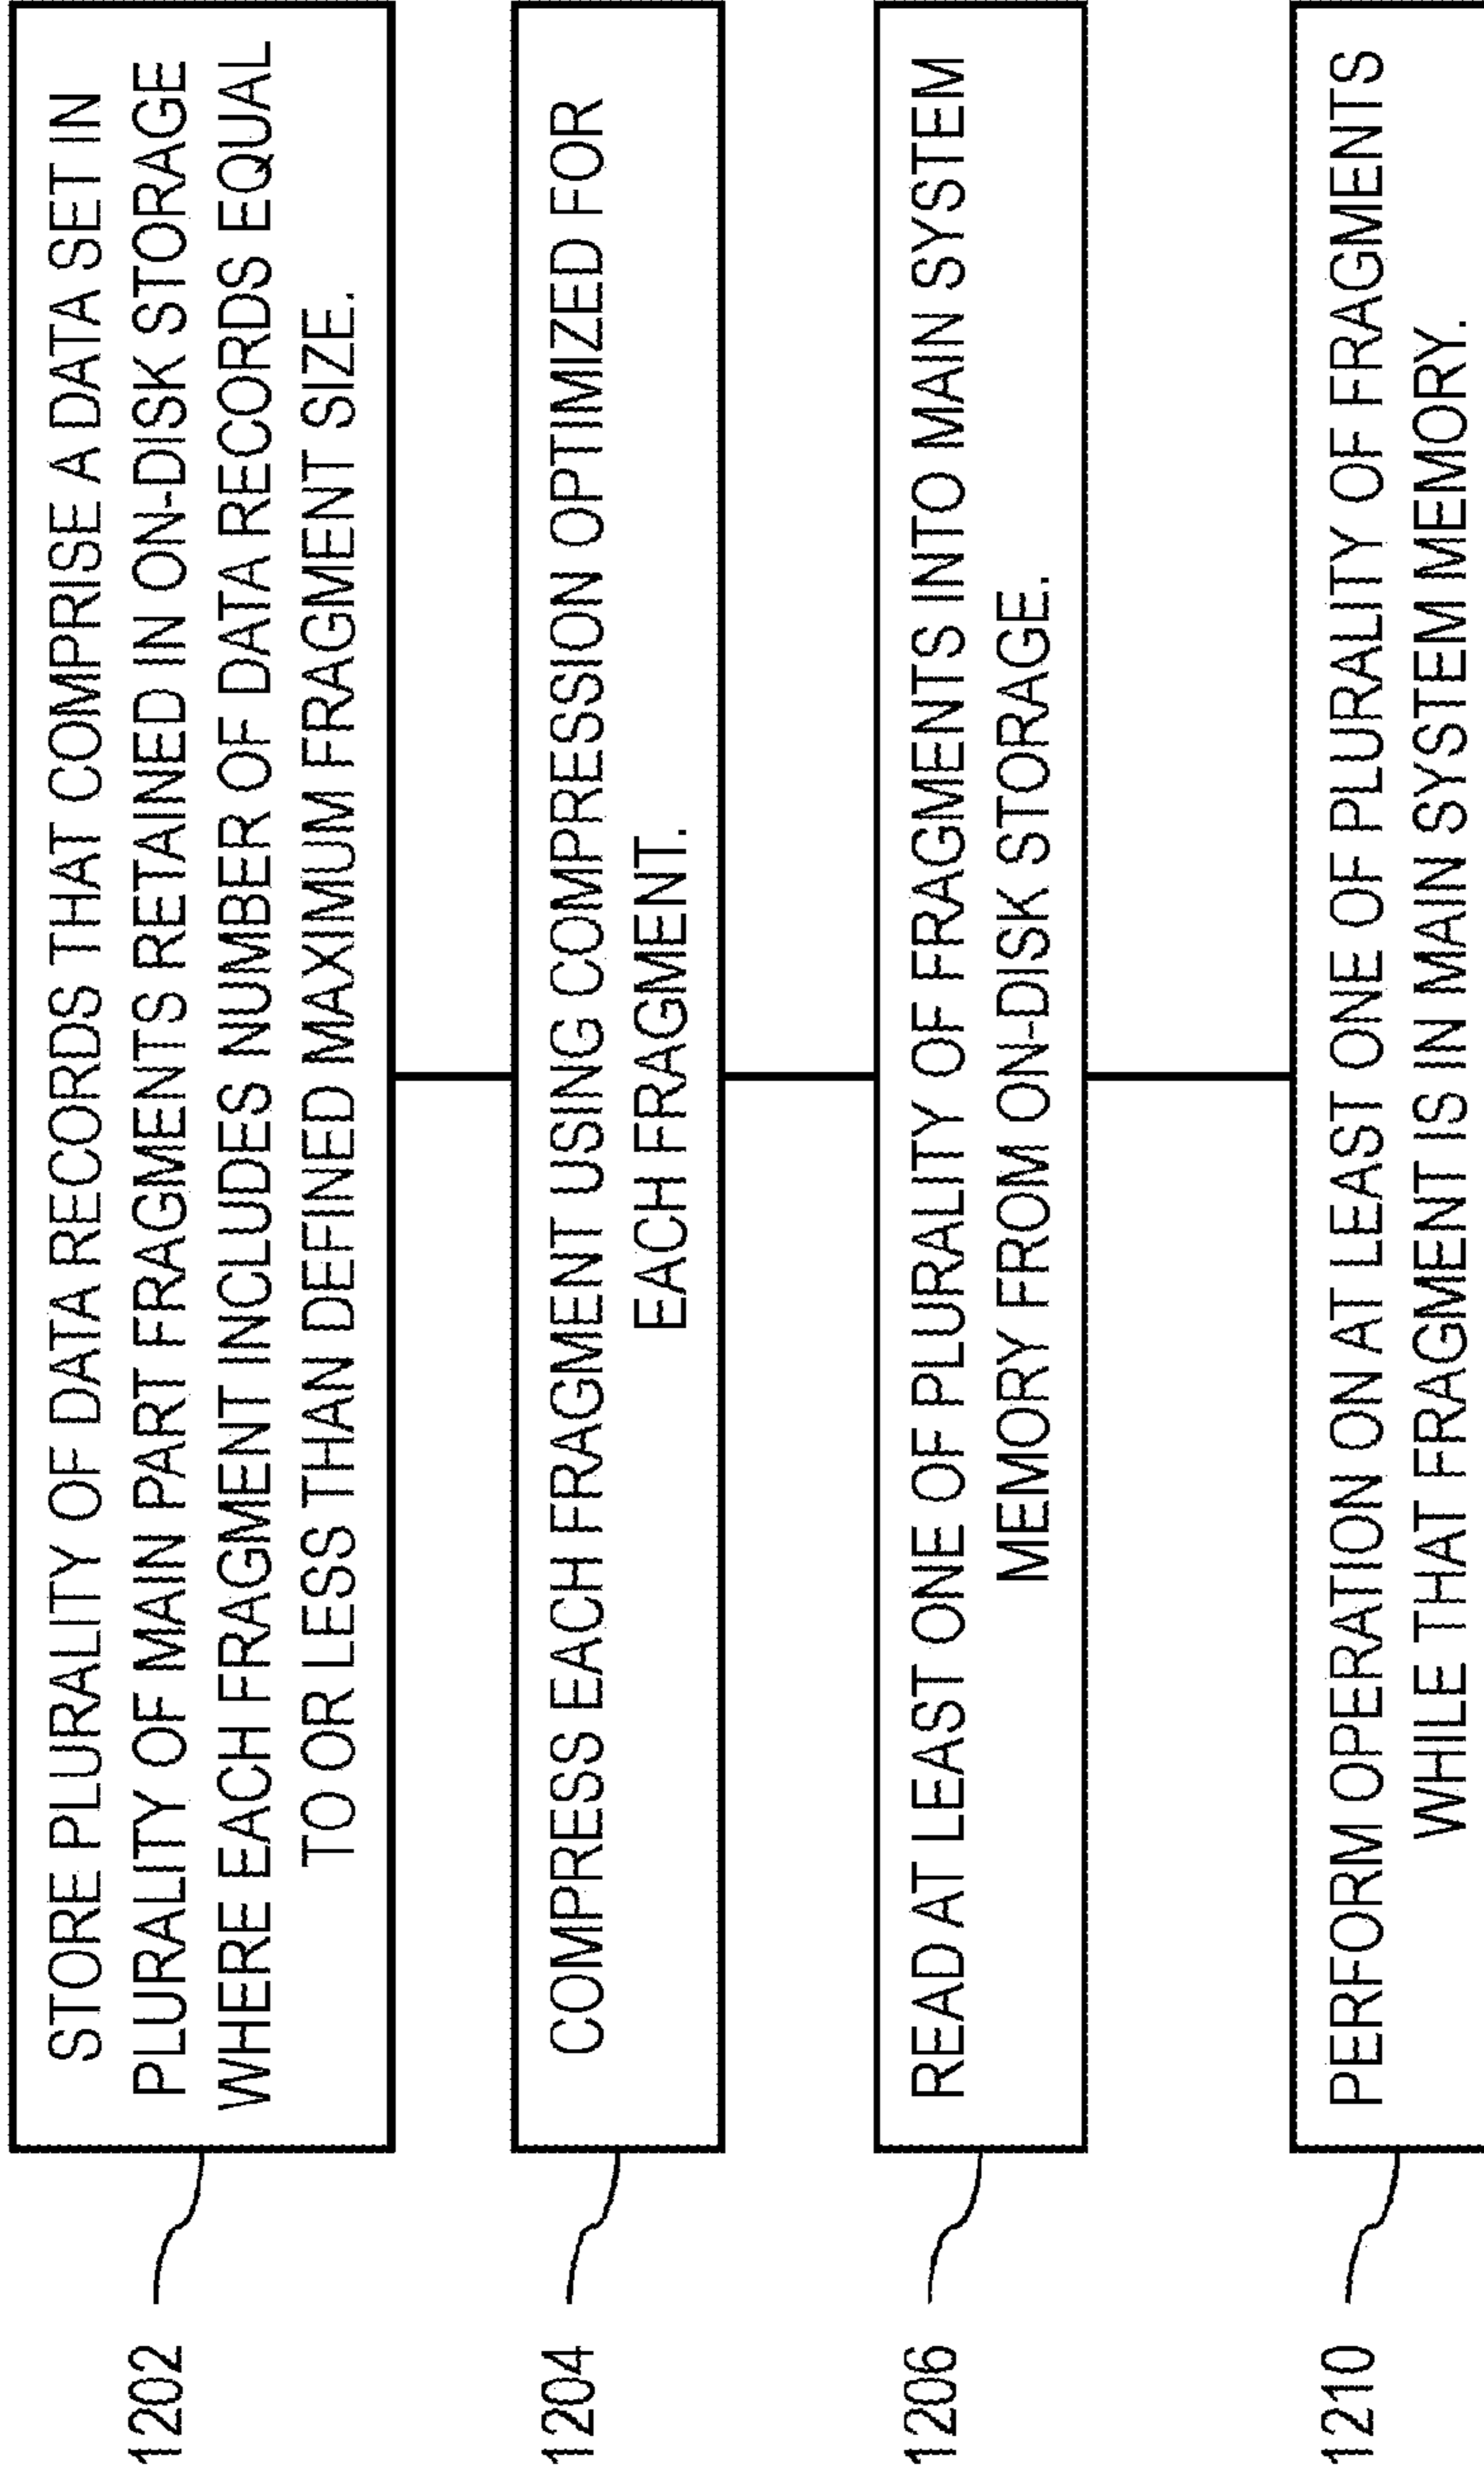 1202
STORE PLURALITY OF DATA RECORDS THAT COMPRISE A DATA SET IN
PLURALITY OF MAIN PART FRAGMENTS RETAINED IN ON-DISK STORAGE
WHERE EACH FRAGMENT INCLUDES NUMBER OF DATA RECORDS EQUAL
TO OR LESS THAN DEFINED MAXIMUM FRAGMENT SIZE.
1204
COMPRESS EACH FRAGMENT USING COMPRESSION OPTIMIZED FOR
EACH FRAGMENT.
1206
READ AT LEAST ONE OF PLURALITY OF FRAGMENTS INTO MAIN SYSTEM
MEMORY FROM ON-DISK STORAGE.
1210
PERFORM OPERATION ON AT LEAST ONE OF PLURALITY OF FRAGMENTS
WHILE THAT FRAGMENT IS IN MAIN SYSTEM MEMORY.